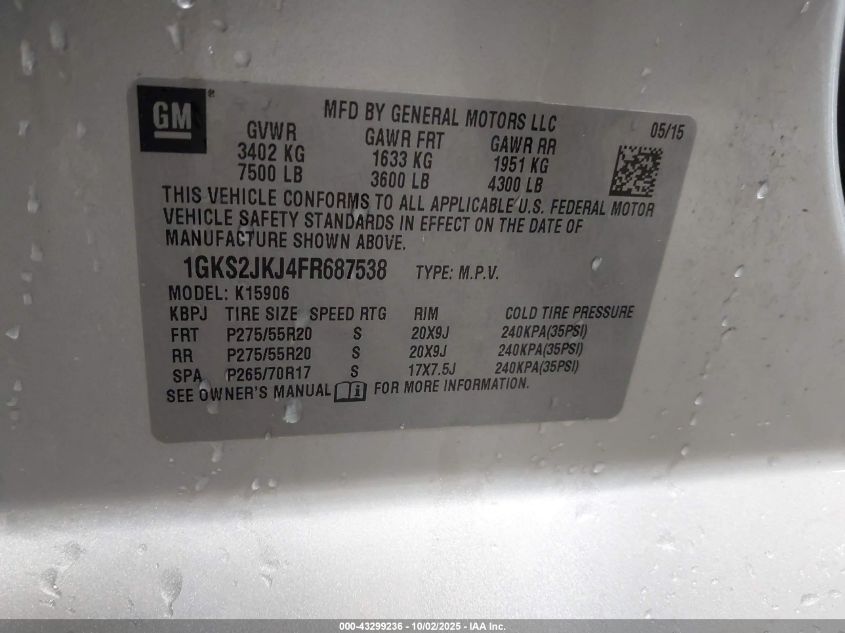 GM ®
MFD BY GENERAL MOTORS LLC 05/15
GVWR GAWR FRT GAWR RR
3402 KG 1633 KG 1951 KG
7500 LB 3600 LB 4300 LB
THIS VEHICLE CONFORMS TO ALL APPLICABLE U.S. FEDERAL MOTOR
VEHICLE SAFETY STANDARDS IN EFFECT ON THE DATE OF
MANUFACTURE SHOWN ABOVE.
1GKS2JKJ4FR687538 TYPE: M.P.V.
MODEL: K15906
KBPJ TIRE SIZE SPEED RTG RIM COLD TIRE PRESSURE
FRT P275/55R20 S 20X9J 240KPA(35PSI)
RR P275/55R20 S 20X9J 240KPA(35PSI)
SPA P265/70R17 S 17X7.5J 240KPA(35PSI)
SEE OWNER'S MANUAL FOR MORE INFORMATION.
000-43299236 - 10/02/2025 - IAA Inc.